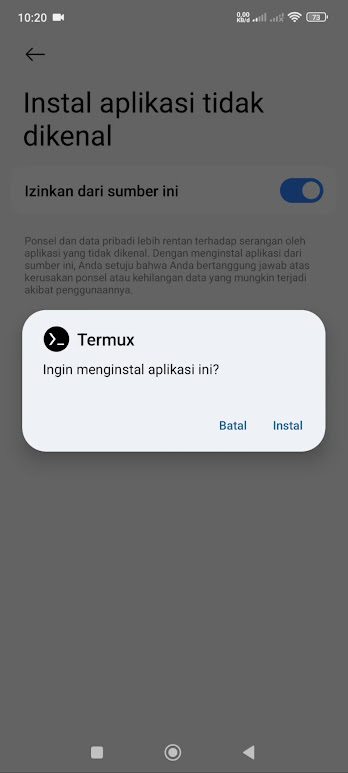 10:20
0,00
KB/d
73
Instal aplikasi tidak
dikenal
Izinkan dari sumber ini
Ponsel dan data pribadi lebih rentan terhadap serangan oleh
aplikasi yang tidak dikenal. Dengan menginstal aplikasi dari
sumber ini, Anda setuju bahwa Anda bertanggung jawab atas
kerusakan ponsel atau kehilangan data yang mungkin terjadi
akibat penggunaannya.
Termux
Ingin menginstal aplikasi ini?
Batal Instal